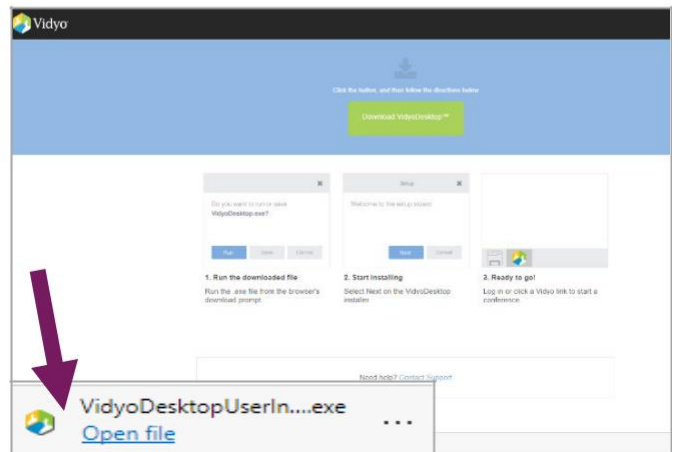 Vidyo
Click the button, and then follow the directions below
Download VidyoDesktop™
Do you want to run or save
VidyoDesktop.exe?
Run Save Cancel
Setup
Welcome to the setup wizard
Next Cancel
1. Run the downloaded file
Run the .exe file from the browser's
download prompt
2. Start installing
Select Next on the VidyoDesktop
installer
3. Ready to go!
Log in or click a Vidyo link to start a
conference
Need help? Contact Support
VidyoDesktopUserIn....exe
Open file
...